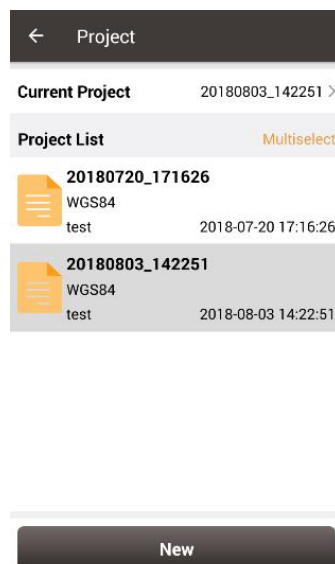 Project
Current Project 20180803_142251
Project List Multiselect
20180720_171626
WGS84
test 2018-07-20 17:16:26
20180803_142251
WGS84
test 2018-08-03 14:22:51
New